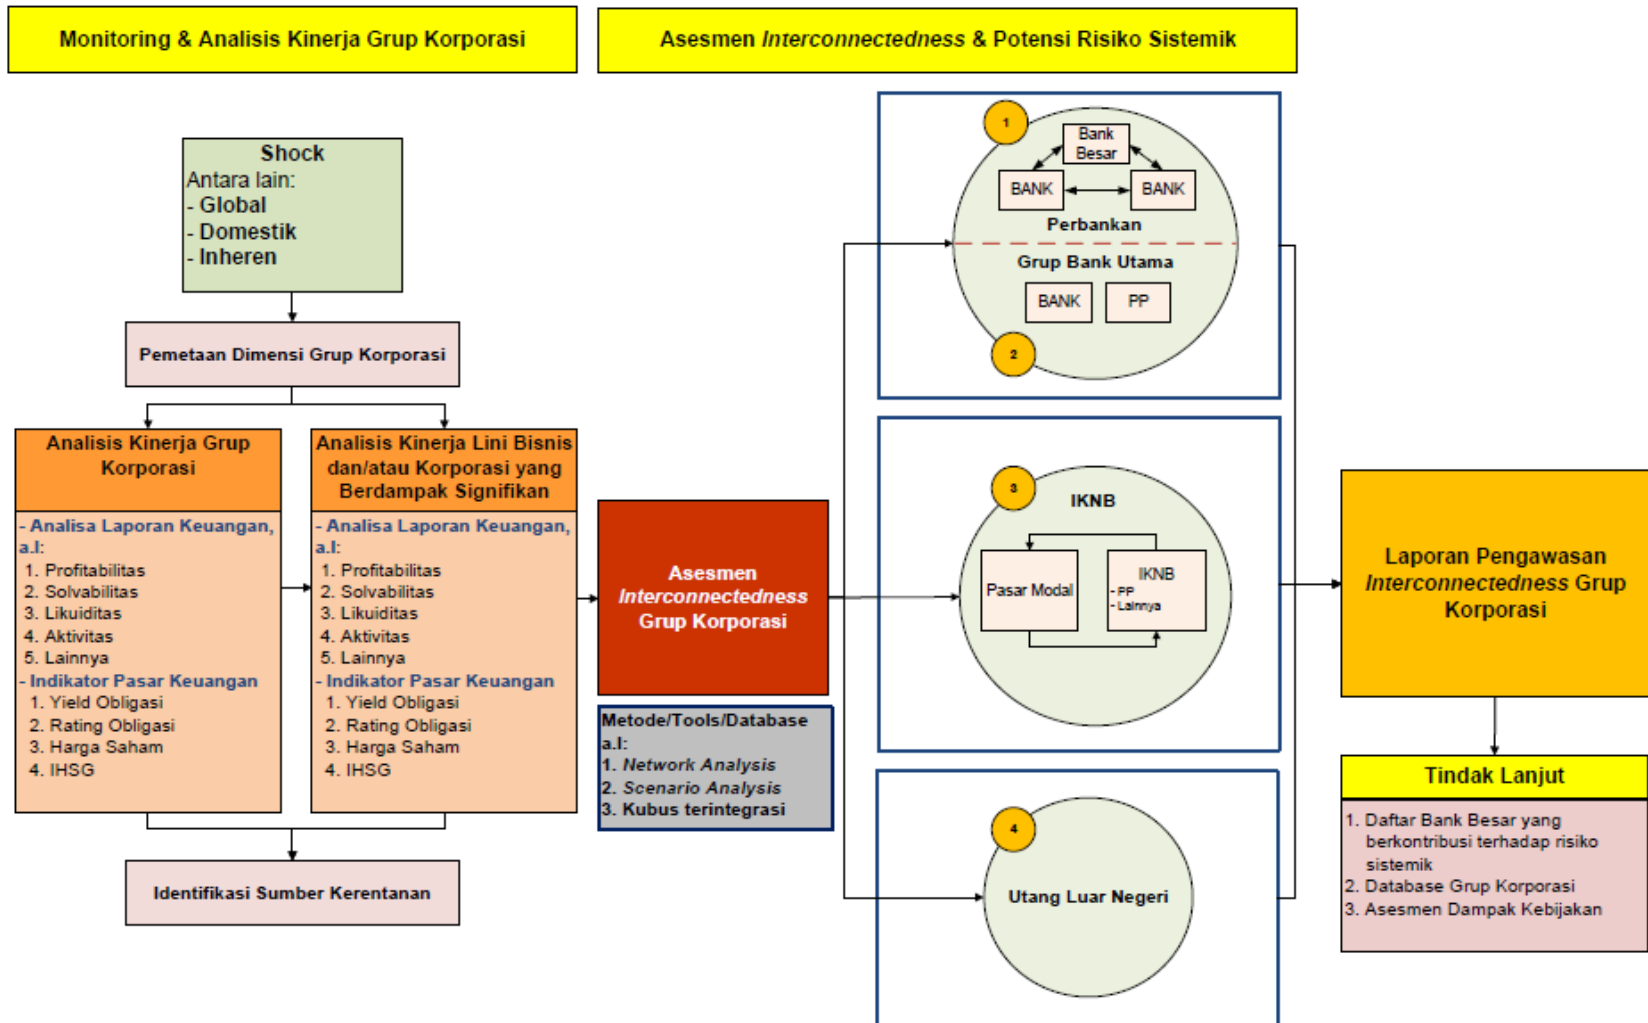 Monitoring & Analisis Kinerja Grup Korporasi
Asesmen Interconnectedness & Potensi Risiko Sistemik
Shock
Antara lain:
- Global
- Domestik
- Inheren
Pemetaan Dimensi Grup Korporasi
Analisis Kinerja Grup
Korporasi
- Analisa Laporan Keuangan,
a.l:
1. Profitabilitas
2. Solvabilitas
3. Likuiditas
4. Aktivitas
5. Lainnya
- Indikator Pasar Keuangan
1. Yield Obligasi
2. Rating Obligasi
3. Harga Saham
4. IHSG
Analisis Kinerja Lini Bisnis
dan/atau Korporasi yang
Berdampak Signifikan
- Analisa Laporan Keuangan,
a.l:
1. Profitabilitas
2. Solvabilitas
3. Likuiditas
4. Aktivitas
5. Lainnya
- Indikator Pasar Keuangan
1. Yield Obligasi
2. Rating Obligasi
3. Harga Saham
4. IHSG
Identifikasi Sumber Kerentanan
Asesmen
Interconnectedness
Grup Korporasi
Metode/Tools/Database
a.l:
1. Network Analysis
2. Scenario Analysis
3. Kubus terintegrasi
1
Bank
Besar
BANK
BANK
Perbankan
Grup Bank Utama
BANK
PP
2
3
IKNB
Pasar Modal
IKNB
- PP
- Lainnya
4
Utang Luar Negeri
Laporan Pengawasan
Interconnectedness Grup
Korporasi
Tindak Lanjut
1. Daftar Bank Besar yang
berkontribusi terhadap risiko
sistemik
2. Database Grup Korporasi
3. Asesmen Dampak Kebijakan